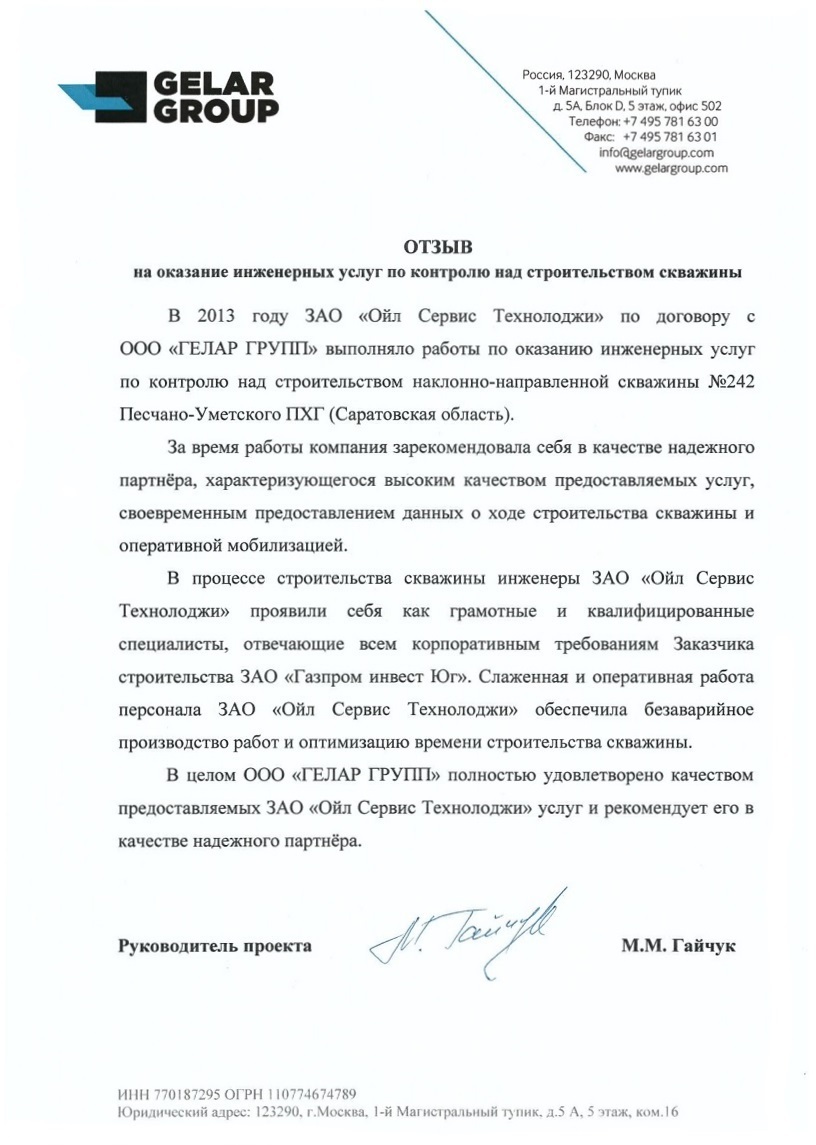 GELAR
GROUP
Россия, 123290, Москва
1-й Магистральный тупик
д. 5А, Блок D, 5 этаж, офис 502
Телефон: +7 495 781 63 00
Факс: +7 495 781 63 01
info@gelargroup.com
www.gelargroup.com
ОТЗЫВ
на оказание инженерных услуг по контролю над строительством скважины
В 2013 году ЗАО «Ойл Сервис Технолоджи» по договору с
ООО «ГЕЛАР ГРУПП» выполняло работы по оказанию инженерных услуг
по контролю над строительством наклонно-направленной скважины №242
Песчано-Уметского ПХГ (Саратовская область).
За время работы компания зарекомендовала себя в качестве надежного
партнёра, характеризующегося высоким качеством предоставляемых услуг,
своевременным предоставлением данных о ходе строительства скважины и
оперативной мобилизацией.
В процессе строительства скважины инженеры ЗАО «Ойл Сервис
Технолоджи» проявили себя как грамотные и квалифицированные
специалисты, отвечающие всем корпоративным требованиям Заказчика
строительства ЗАО «Газпром инвест Юг». Слаженная и оперативная работа
персонала ЗАО «Ойл Сервис Технолоджи» обеспечила безаварийное
производство работ и оптимизацию времени строительства скважины.
В целом ООО «ГЕЛАР ГРУПП» полностью удовлетворено качеством
предоставляемых ЗАО «Ойл Сервис Технолоджи» услуг и рекомендует его в
качестве надежного партнёра.
Руководитель проекта
М. Гайчук
М.М. Гайчук
ИНН 770187295 ОГРН 110774674789
Юридический адрес: 123290, г.Москва, 1-й Магистральный тупик, д.5 А, 5 этаж, ком.16